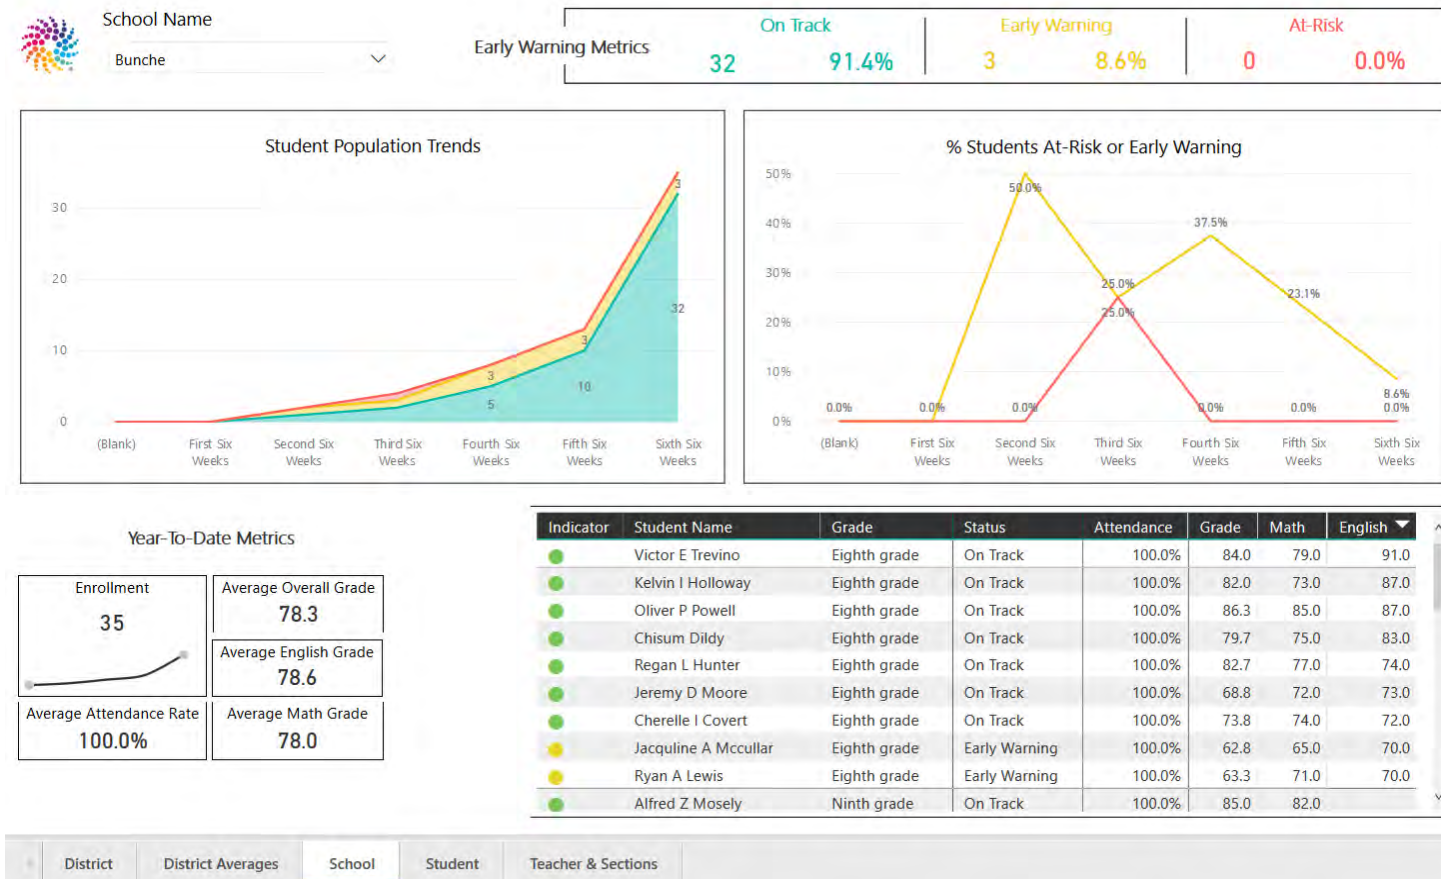 School Name
Bunche
Early Warning Metrics
On Track
32 91.4%
Early Warning
3 8.6%
At-Risk
0 0.0%
Student Population Trends
30
20
10
0
3
32
3
10
3
5
(Blank)
First Six Weeks
Second Six Weeks
Third Six Weeks
Fourth Six Weeks
Fifth Six Weeks
Sixth Six Weeks
% Students At-Risk or Early Warning
50%
40%
30%
20%
10%
0%
50.0%
37.5%
25.0%
25.0%
23.1%
8.6%
0.0% 0.0% 0.0% 0.0% 0.0% 0.0%
(Blank)
First Six Weeks
Second Six Weeks
Third Six Weeks
Fourth Six Weeks
Fifth Six Weeks
Sixth Six Weeks
Year-To-Date Metrics
Enrollment
35
Average Overall Grade
78.3
Average English Grade
78.6
Average Attendance Rate
100.0%
Average Math Grade
78.0
Indicator Student Name Grade Status Attendance Grade Math English
Victor E Trevino Eighth grade On Track 100.0% 84.0 79.0 91.0
Kelvin I Holloway Eighth grade On Track 100.0% 82.0 73.0 87.0
Oliver P Powell Eighth grade On Track 100.0% 86.3 85.0 87.0
Chisum Dildy Eighth grade On Track 100.0% 79.7 75.0 83.0
Regan L Hunter Eighth grade On Track 100.0% 82.7 77.0 74.0
Jeremy D Moore Eighth grade On Track 100.0% 68.8 72.0 73.0
Cherelle I Covert Eighth grade On Track 100.0% 73.8 74.0 72.0
Jacquline A Mccullar Eighth grade Early Warning 100.0% 62.8 65.0 70.0
Ryan A Lewis Eighth grade Early Warning 100.0% 63.3 71.0 70.0
Alfred Z Mosely Ninth grade On Track 100.0% 85.0 82.0
District District Averages School Student Teacher & Sections